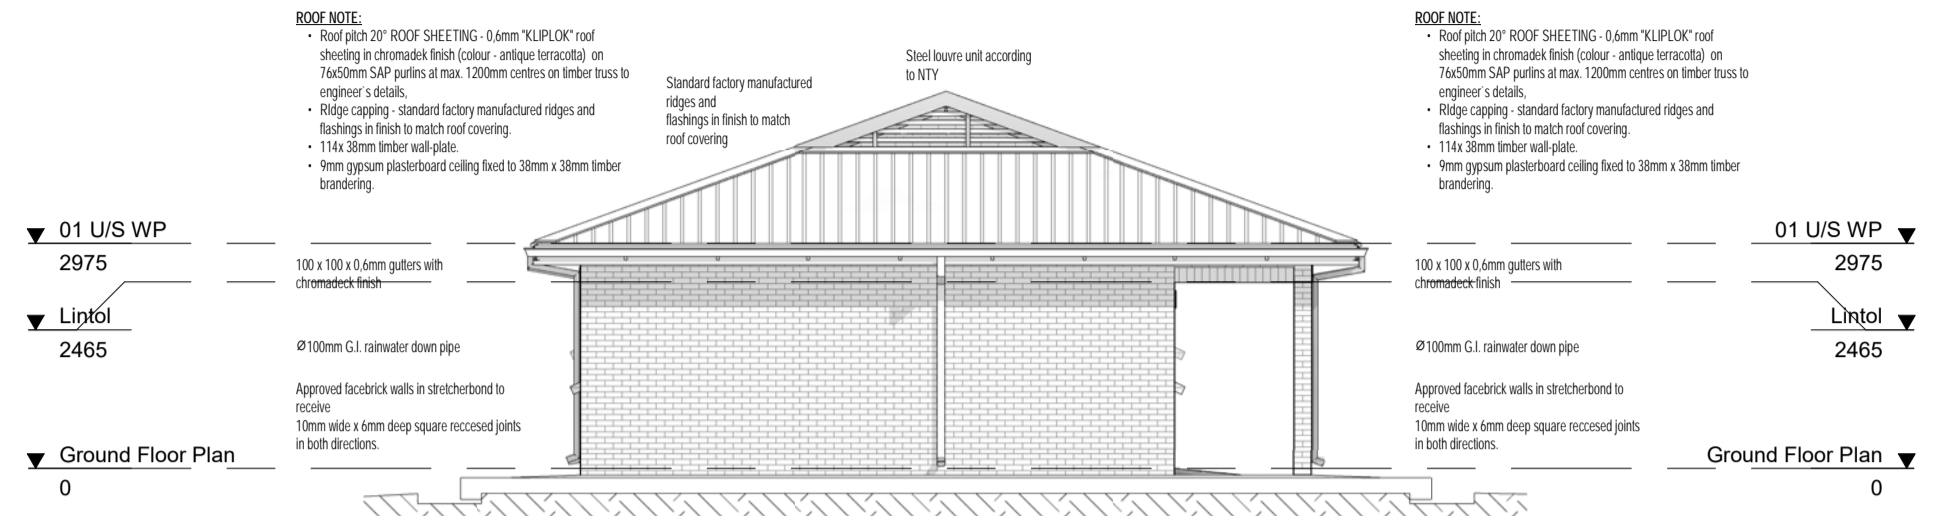 ROOF NOTE:
• Roof pitch 20° ROOF SHEETING - 0,6mm "KLIPLOK" roof
sheeting in chromadek finish (colour - antique terracotta) on
76x50mm SAP purlins at max. 1200mm centres on timber truss to
engineer`s details,
• RIdge capping - standard factory manufactured ridges and
flashings in finish to match roof covering.
• 114x 38mm timber wall-plate.
• 9mm gypsum plasterboard ceiling fixed to 38mm x 38mm timber
brandering.
Standard factory manufactured
ridges and
flashings in finish to match
roof covering
Steel louvre unit according
to NTY
ROOF NOTE:
• Roof pitch 20° ROOF SHEETING - 0,6mm "KLIPLOK" roof
sheeting in chromadek finish (colour - antique terracotta) on
76x50mm SAP purlins at max. 1200mm centres on timber truss to
engineer`s details,
• RIdge capping - standard factory manufactured ridges and
flashings in finish to match roof covering.
• 114x 38mm timber wall-plate.
• 9mm gypsum plasterboard ceiling fixed to 38mm x 38mm timber
brandering.
01 U/S WP
2975
Lintol
2465
Ground Floor Plan
0
100 x 100 x 0,6mm gutters with
chromadeck finish
Ø100mm G.I. rainwater down pipe
Approved facebrick walls in stretcherbond to
receive
10mm wide x 6mm deep square reccesed joints
in both directions.
100 x 100 x 0,6mm gutters with
chromadeck finish
Ø100mm G.I. rainwater down pipe
Approved facebrick walls in stretcherbond to
receive
10mm wide x 6mm deep square reccesed joints
in both directions.
01 U/S WP
2975
Lintol
2465
Ground Floor Plan
0